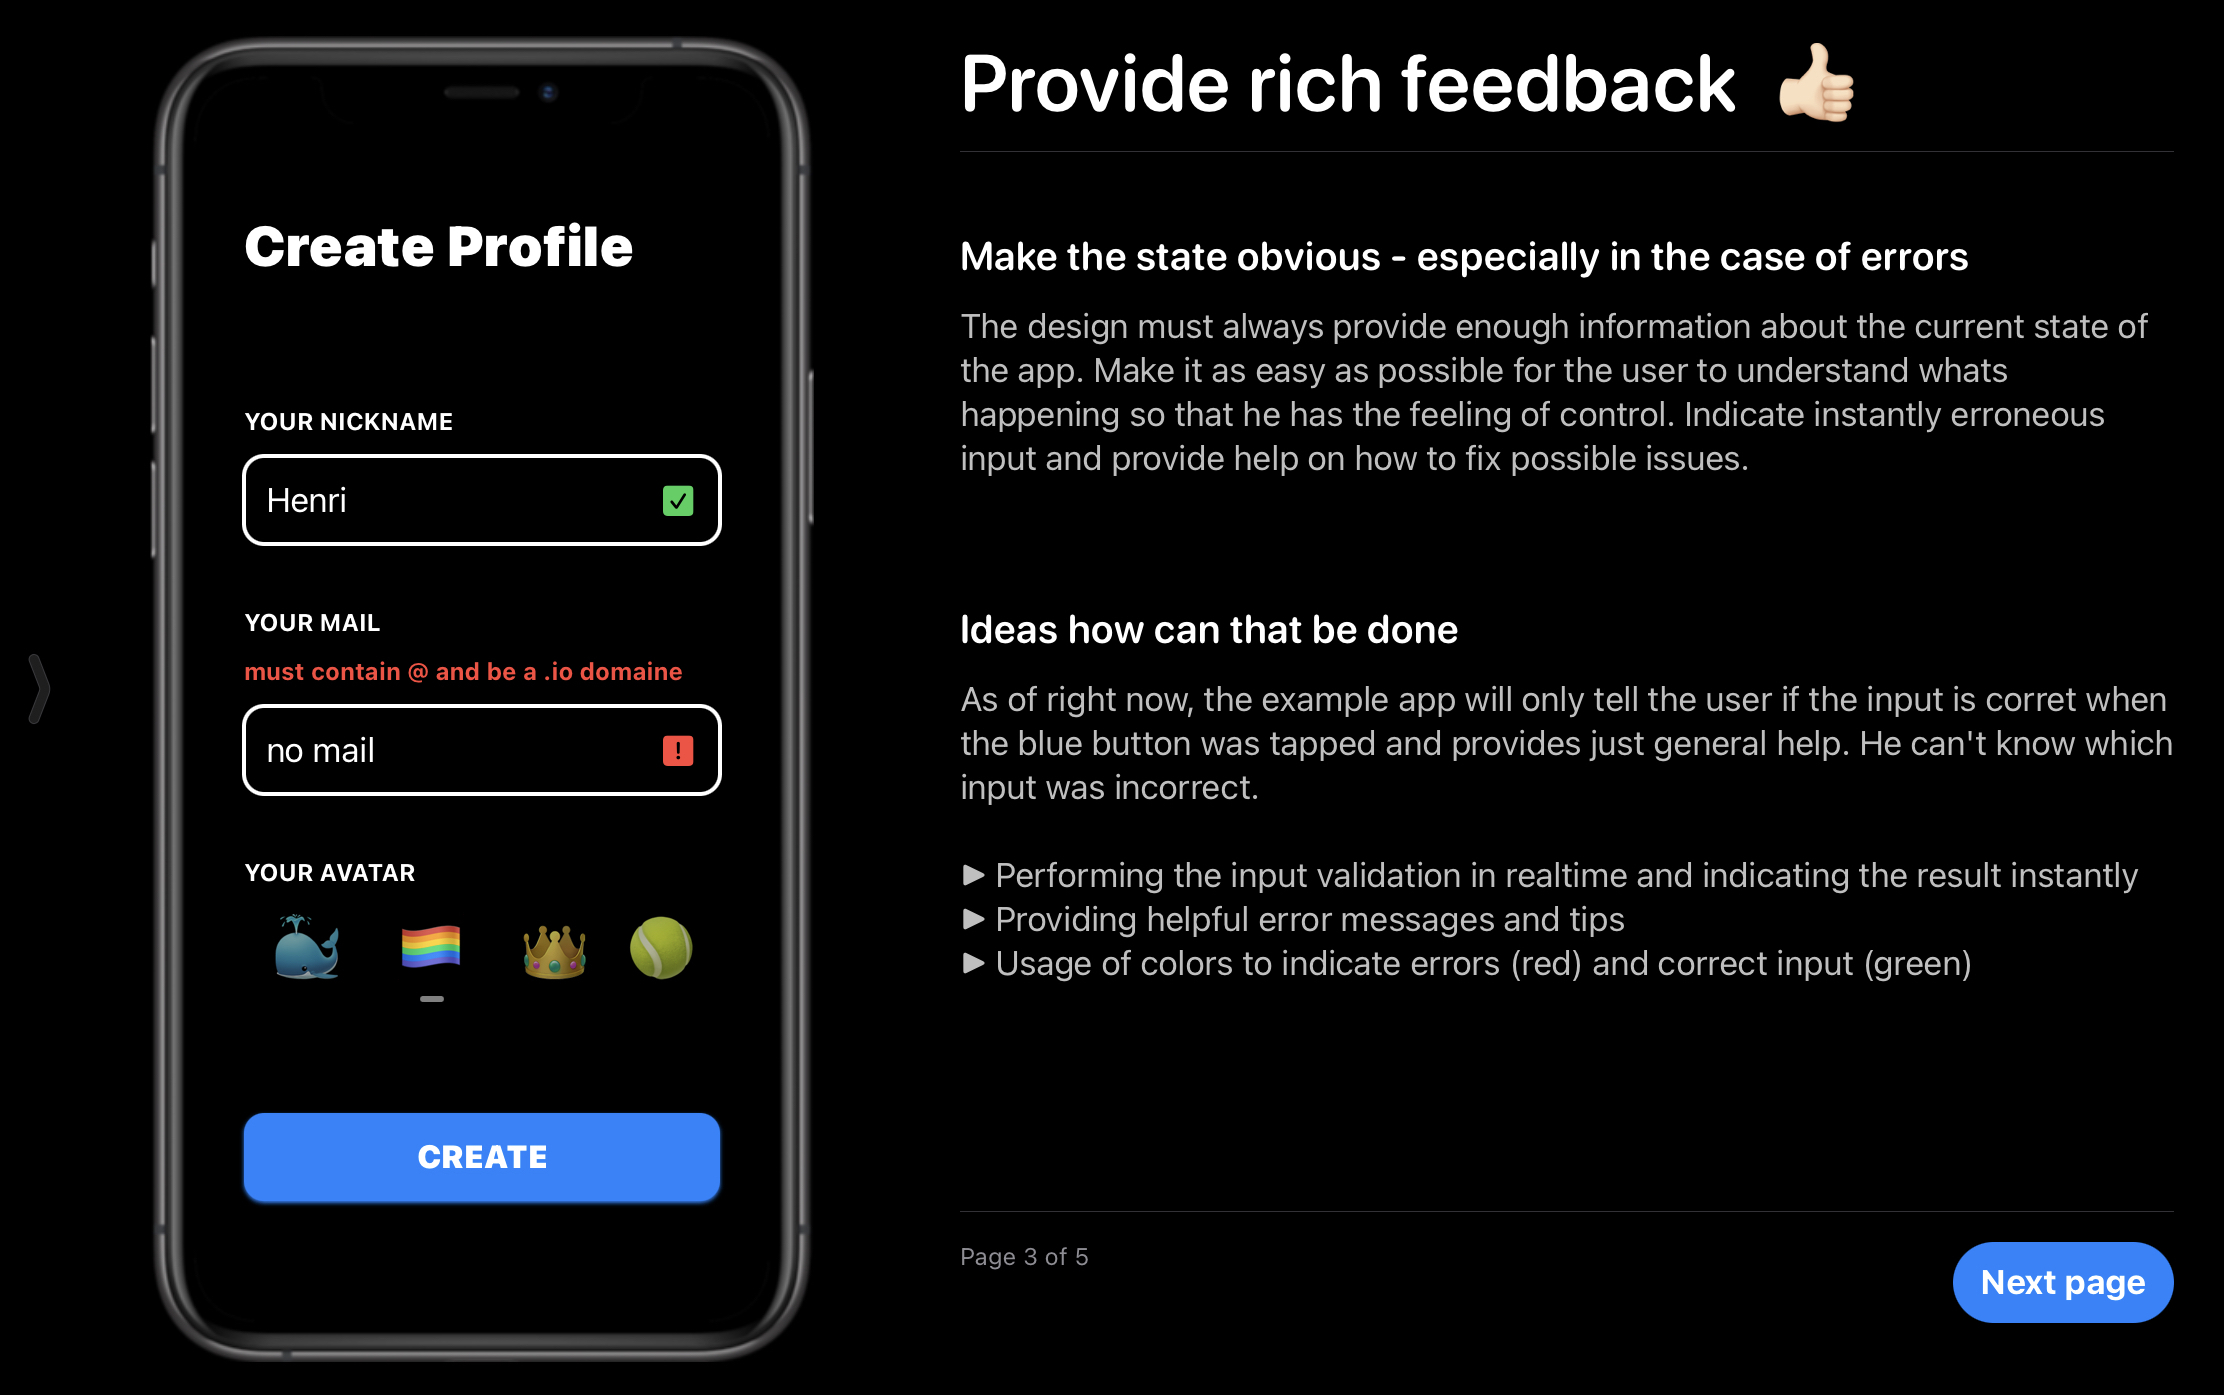 Create Profile
YOUR NICKNAME
Henri
YOUR MAIL
must contain @ and be a .io domaine
no mail
YOUR AVATAR
CREATE
Provide rich feedback 👍🏻
Make the state obvious - especially in the case of errors
The design must always provide enough information about the current state of
the app. Make it as easy as possible for the user to understand whats
happening so that he has the feeling of control. Indicate instantly erroneous
input and provide help on how to fix possible issues.
Ideas how can that be done
As of right now, the example app will only tell the user if the input is corret when
the blue button was tapped and provides just general help. He can't know which
input was incorrect.
► Performing the input validation in realtime and indicating the result instantly
► Providing helpful error messages and tips
► Usage of colors to indicate errors (red) and correct input (green)
Page 3 of 5
Next page